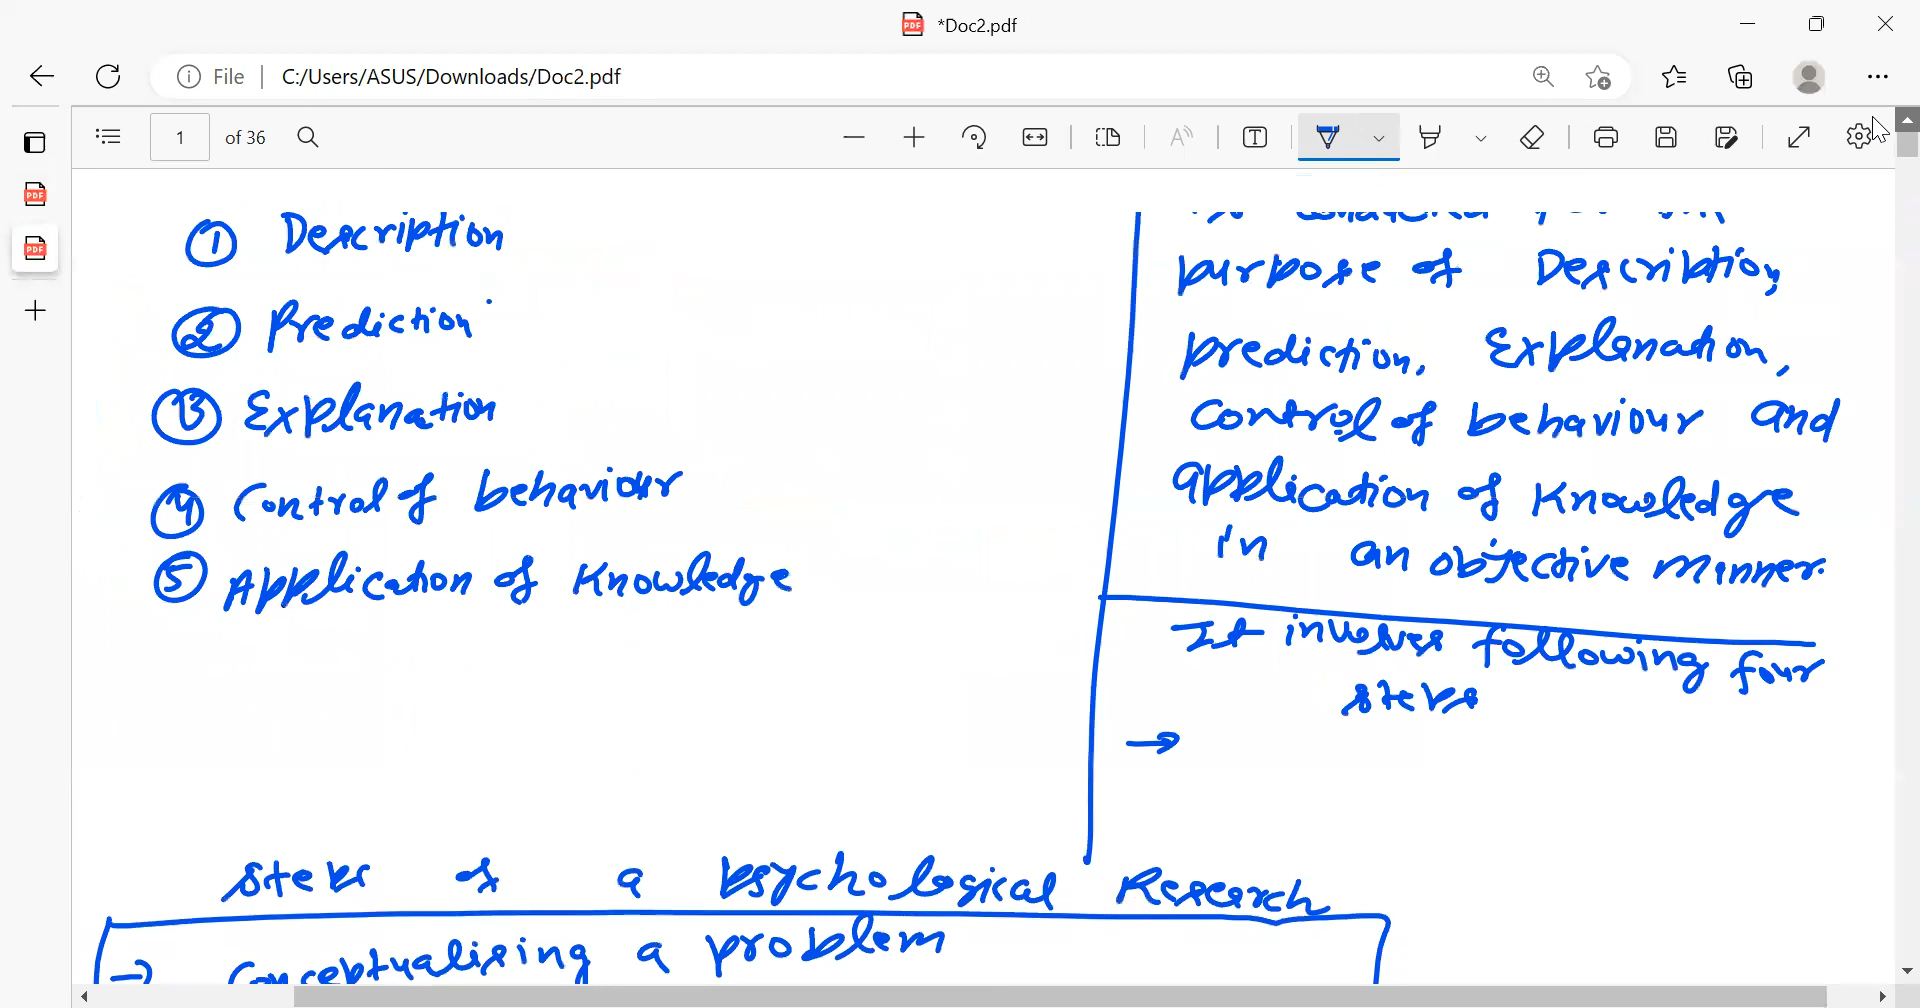 *Doc2.pdf
File
C:/Users/ASUS/Downloads/Doc2.pdf
1 of 36
1 Description
2 Prediction
3 Explanation
4 Control of behaviour
5 Application of Knowledge
purpose of Description,
prediction, Explanation,
control of behaviour and
application of Knowledge
in an objective manner.
It involves following four
steps
→
steps of a psychological Research
→ Conceptualising a problem